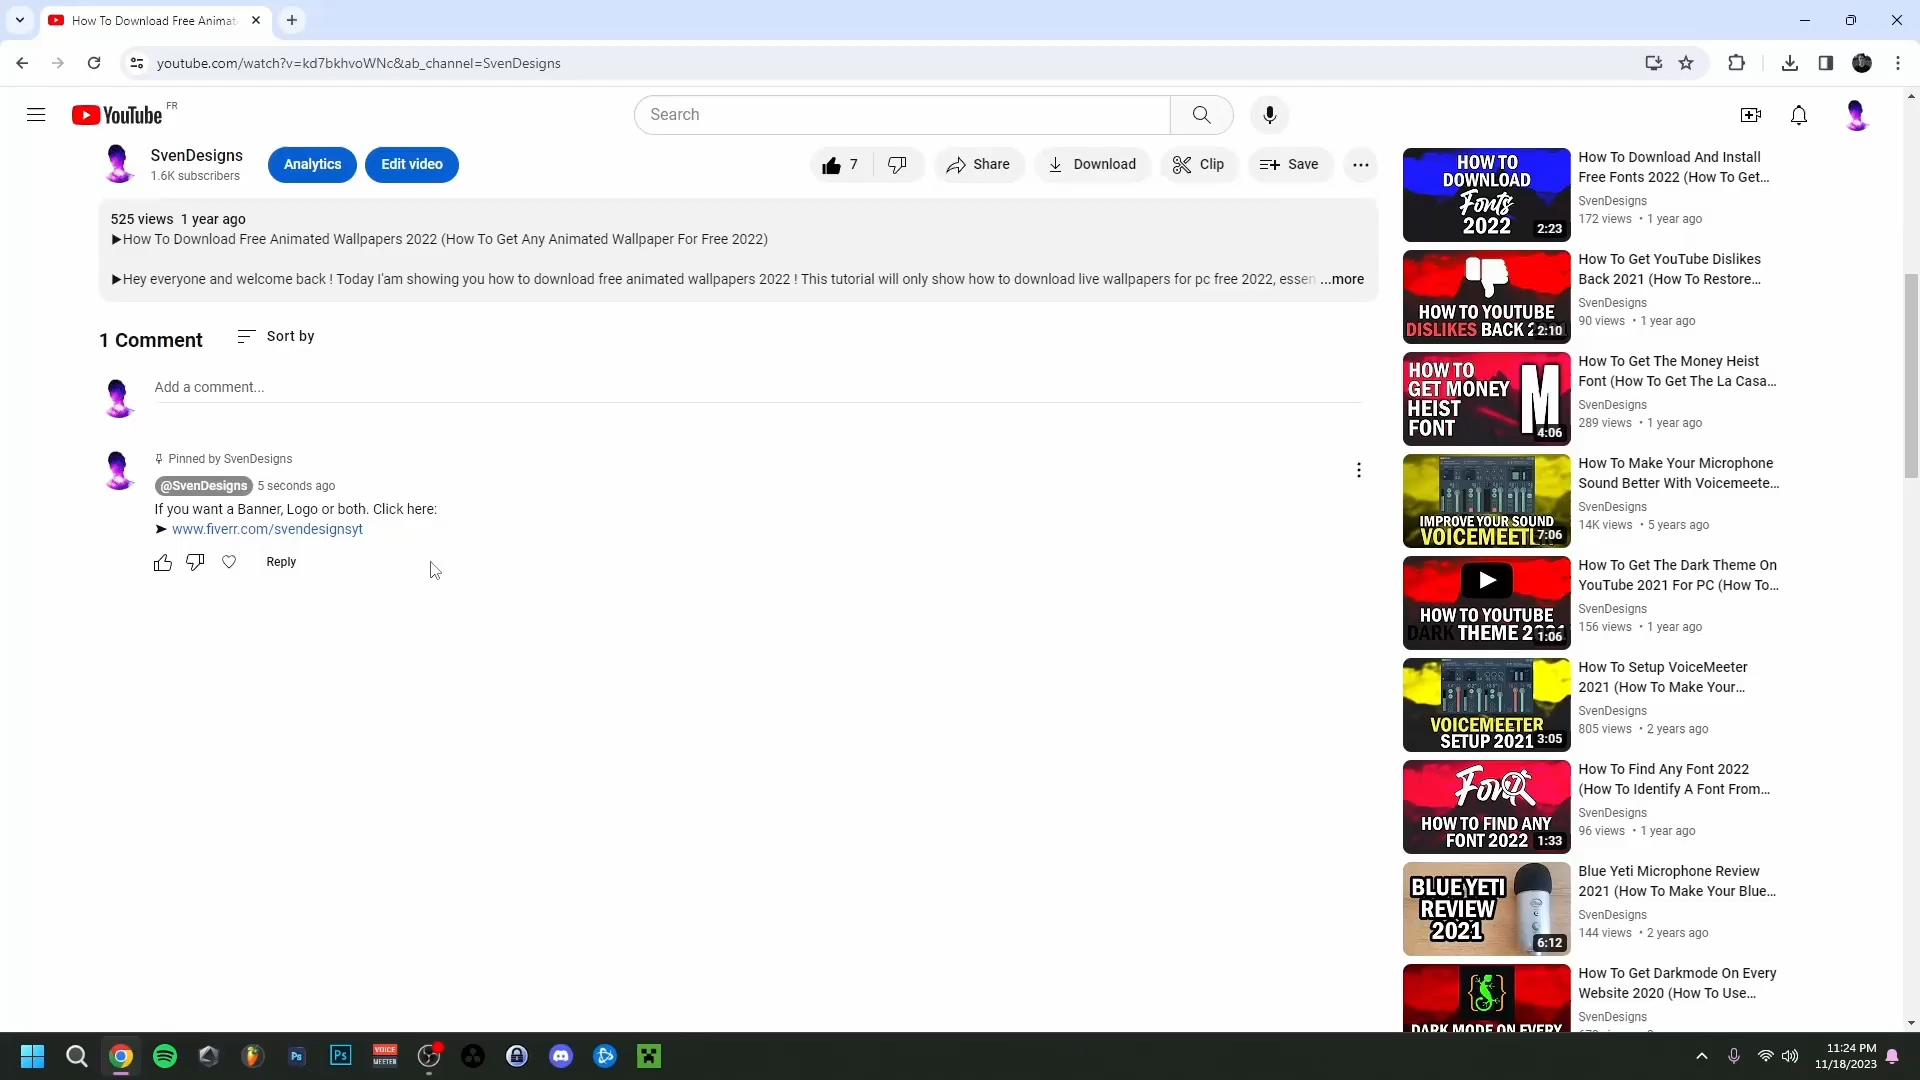 How To Download Free Animat
youtube.com/watch?v=kd7bkhvoWNc&ab_channel=SvenDesigns
YouTube FR
Search
SvenDesigns
1.6K subscribers
Analytics
Edit video
7
Share
Download
Clip
Save
525 views 1 year ago
▶How To Download Free Animated Wallpapers 2022 (How To Get Any Animated Wallpaper For Free 2022)
▶Hey everyone and welcome back ! Today I'am showing you how to download free animated wallpapers 2022 ! This tutorial will only show how to download live wallpapers for pc free 2022, essen ...more
1 Comment
Sort by
Add a comment...
Pinned by SvenDesigns
@SvenDesigns 5 seconds ago
If you want a Banner, Logo or both. Click here:
➤ www.fiverr.com/svendesignsyt
Reply
HOW TO
DOWNLOAD
Fonts
2022
2:23
How To Download And Install
Free Fonts 2022 (How To Get...
SvenDesigns
172 views • 1 year ago
HOW TO YOUTUBE
DISLIKES BACK 2
2:10
How To Get YouTube Dislikes
Back 2021 (How To Restore...
SvenDesigns
90 views • 1 year ago
HOW TO
GET MONEY
HEIST
FONT
M
4:06
How To Get The Money Heist
Font (How To Get The La Casa...
SvenDesigns
289 views • 1 year ago
IMPROVE YOUR SOUND
VOICEMEETE
7:06
How To Make Your Microphone
Sound Better With Voicemeete...
SvenDesigns
14K views • 5 years ago
HOW TO YOUTUBE
DARK THEME 2021
1:06
How To Get The Dark Theme On
YouTube 2021 For PC (How To...
SvenDesigns
156 views • 1 year ago
VOICEMEETER
SETUP 2021
3:05
How To Setup VoiceMeeter
2021 (How To Make Your...
SvenDesigns
805 views • 2 years ago
Font
HOW TO FIND ANY
FONT 2022
1:33
How To Find Any Font 2022
(How To Identify A Font From...
SvenDesigns
96 views • 1 year ago
BLUE YETI
REVIEW
2021
6:12
Blue Yeti Microphone Review
2021 (How To Make Your Blue...
SvenDesigns
144 views • 2 years ago
DARK MODE ON EVERY
How To Get Darkmode On Every
Website 2020 (How To Use...
SvenDesigns
Ps
Ps
VOICE
MEETER
11:24 PM
11/18/2023